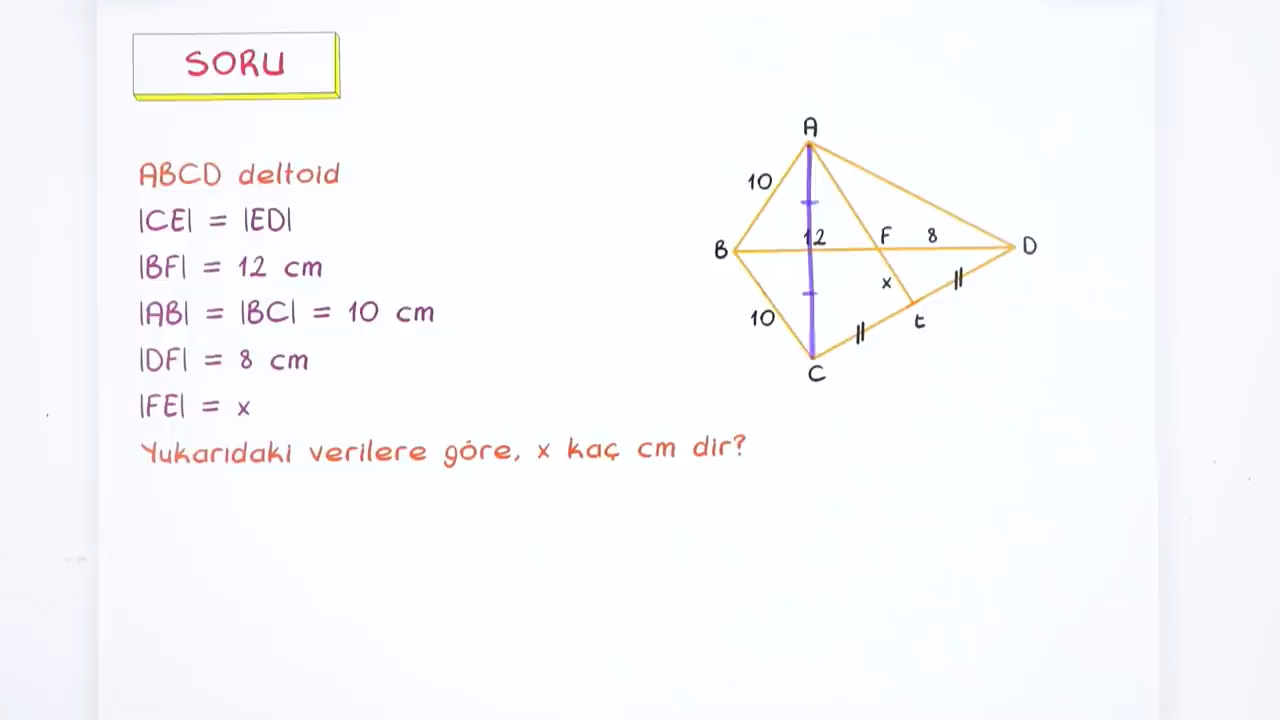 SORU
ABCD deltoid
|CE| = |ED|
|BF| = 12 cm
|AB| = |BC| = 10 cm
|DF| = 8 cm
|FE| = x
Yukarıdaki verilere göre, x kaç cm dir?
A
10
12 F 8
B D
x
10 E
C